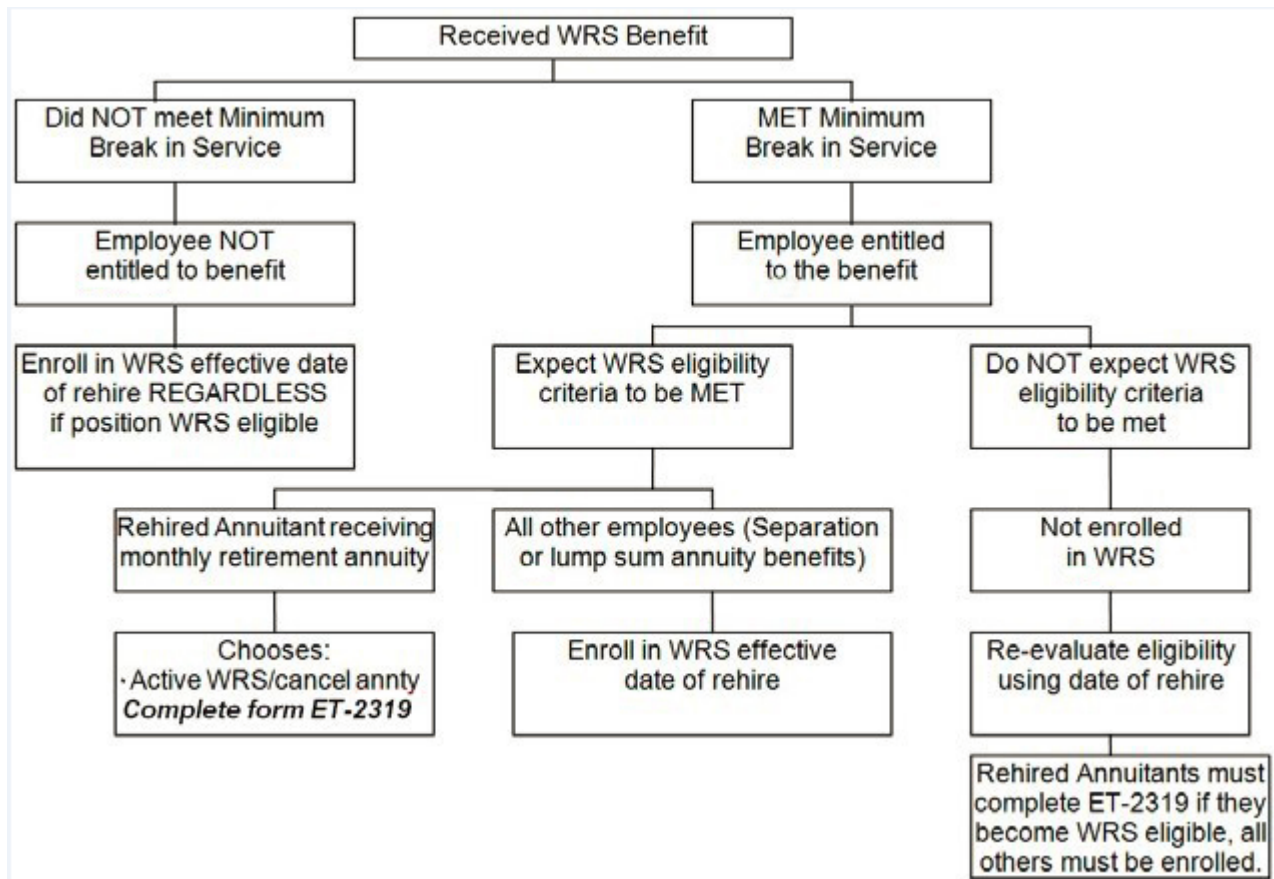 Received WRS Benefit
Did NOT meet Minimum
Break in Service
MET Minimum
Break in Service
Employee NOT
entitled to benefit
Employee entitled
to the benefit
Enroll in WRS effective date
of rehire REGARDLESS
if position WRS eligible
Expect WRS eligibility
criteria to be MET
Do NOT expect WRS
eligibility criteria
to be met
Rehired Annuitant receiving
monthly retirement annuity
All other employees (Separation
or lump sum annuity benefits)
Not enrolled
in WRS
Chooses:
·Active WRS/cancel annty
Complete form ET-2319
Enroll in WRS effective
date of rehire
Re-evaluate eligibility
using date of rehire
Rehired Annuitants must
complete ET-2319 if they
become WRS eligible, all
others must be enrolled.